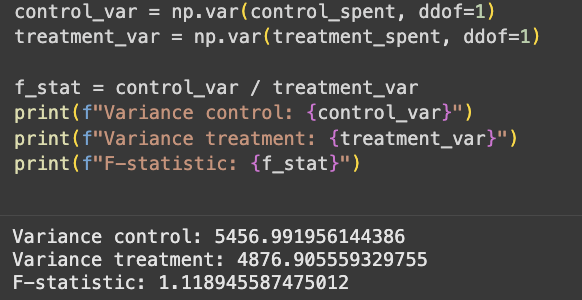 control_var = np.var(control_spent, ddof=1)
treatment_var = np.var(treatment_spent, ddof=1)
f_stat = control_var / treatment_var
print(f"Variance control: {control_var}")
print(f"Variance treatment: {treatment_var}")
print(f"F-statistic: {f_stat}")
Variance control: 5456.991956144386
Variance treatment: 4876.905559329755
F-statistic: 1.118945587475012